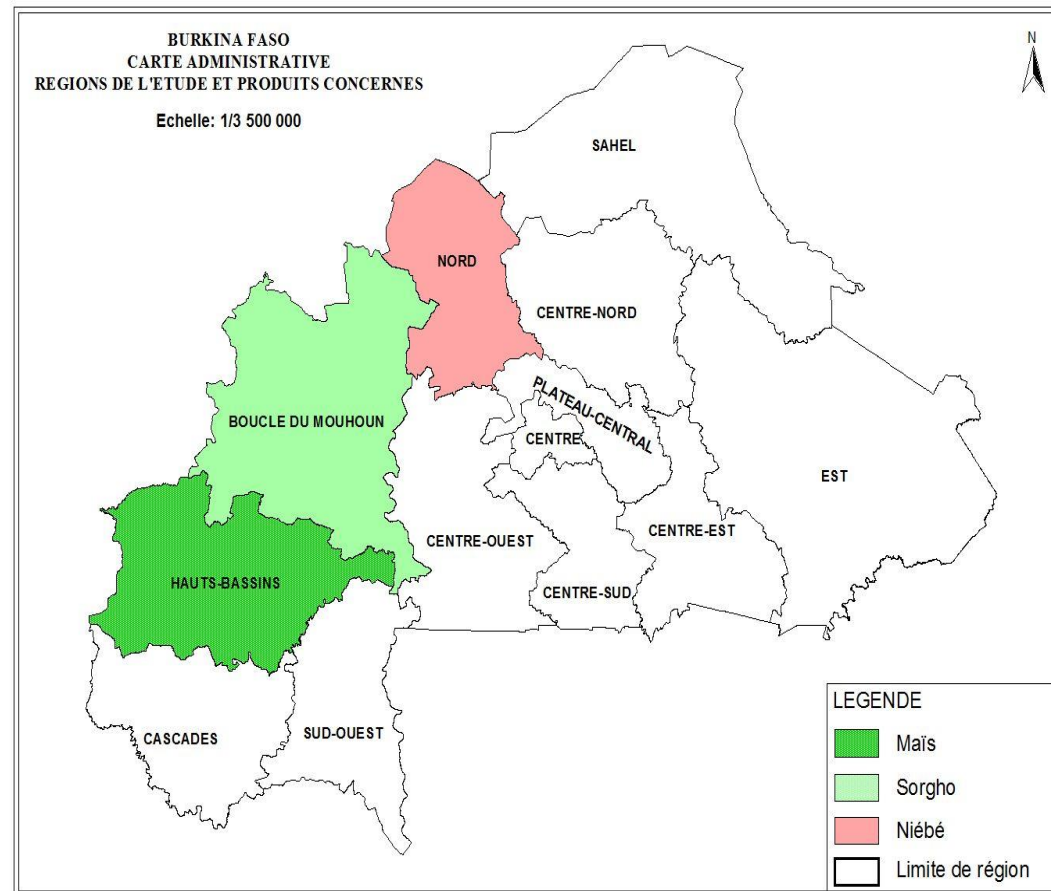 BURKINA FASO
CARTE ADMINISTRATIVE
REGIONS DE L'ETUDE ET PRODUITS CONCERNES
Echelle: 1/3 500 000
N
SAHEL
NORD
CENTRE-NORD
PLATEAU-CENTRAL
BOUCLE DU MOUHOUN
CENTRE
EST
CENTRE-EST
CENTRE-OUEST
HAUTS-BASSINS
CENTRE-SUD
CASCADES
SUD-OUEST
LEGENDE
Maïs
Sorgho
Niébé
Limite de région